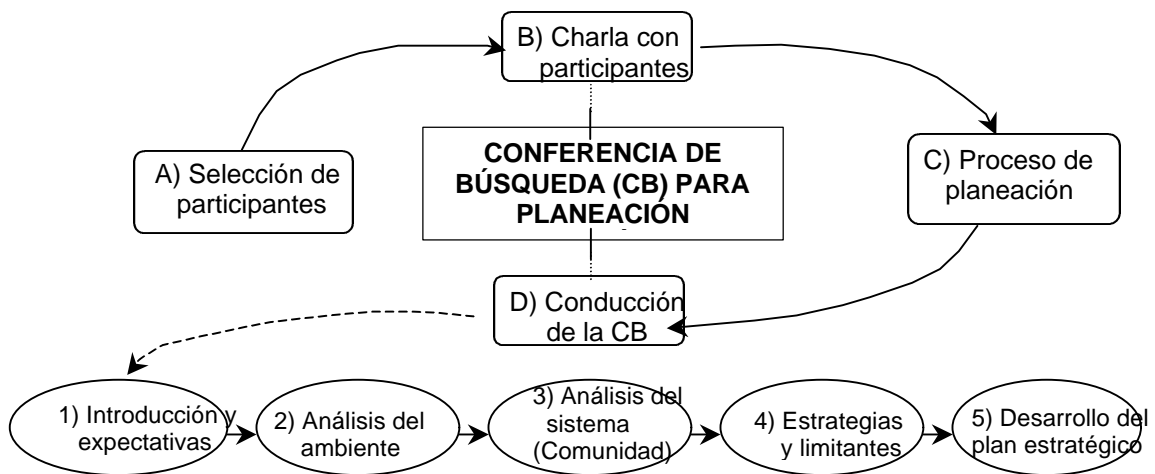 B) Charla con
participantes
A) Selección de
participantes
CONFERENCIA DE
BÚSQUEDA (CB) PARA
PLANEACIÓN
C) Proceso de
planeación
D) Conducción
de la CB
1) Introducción y
expectativas
2) Análisis del
ambiente
3) Análisis del
sistema
(Comunidad)
4) Estrategias
y limitantes
5) Desarrollo del
plan estratégico